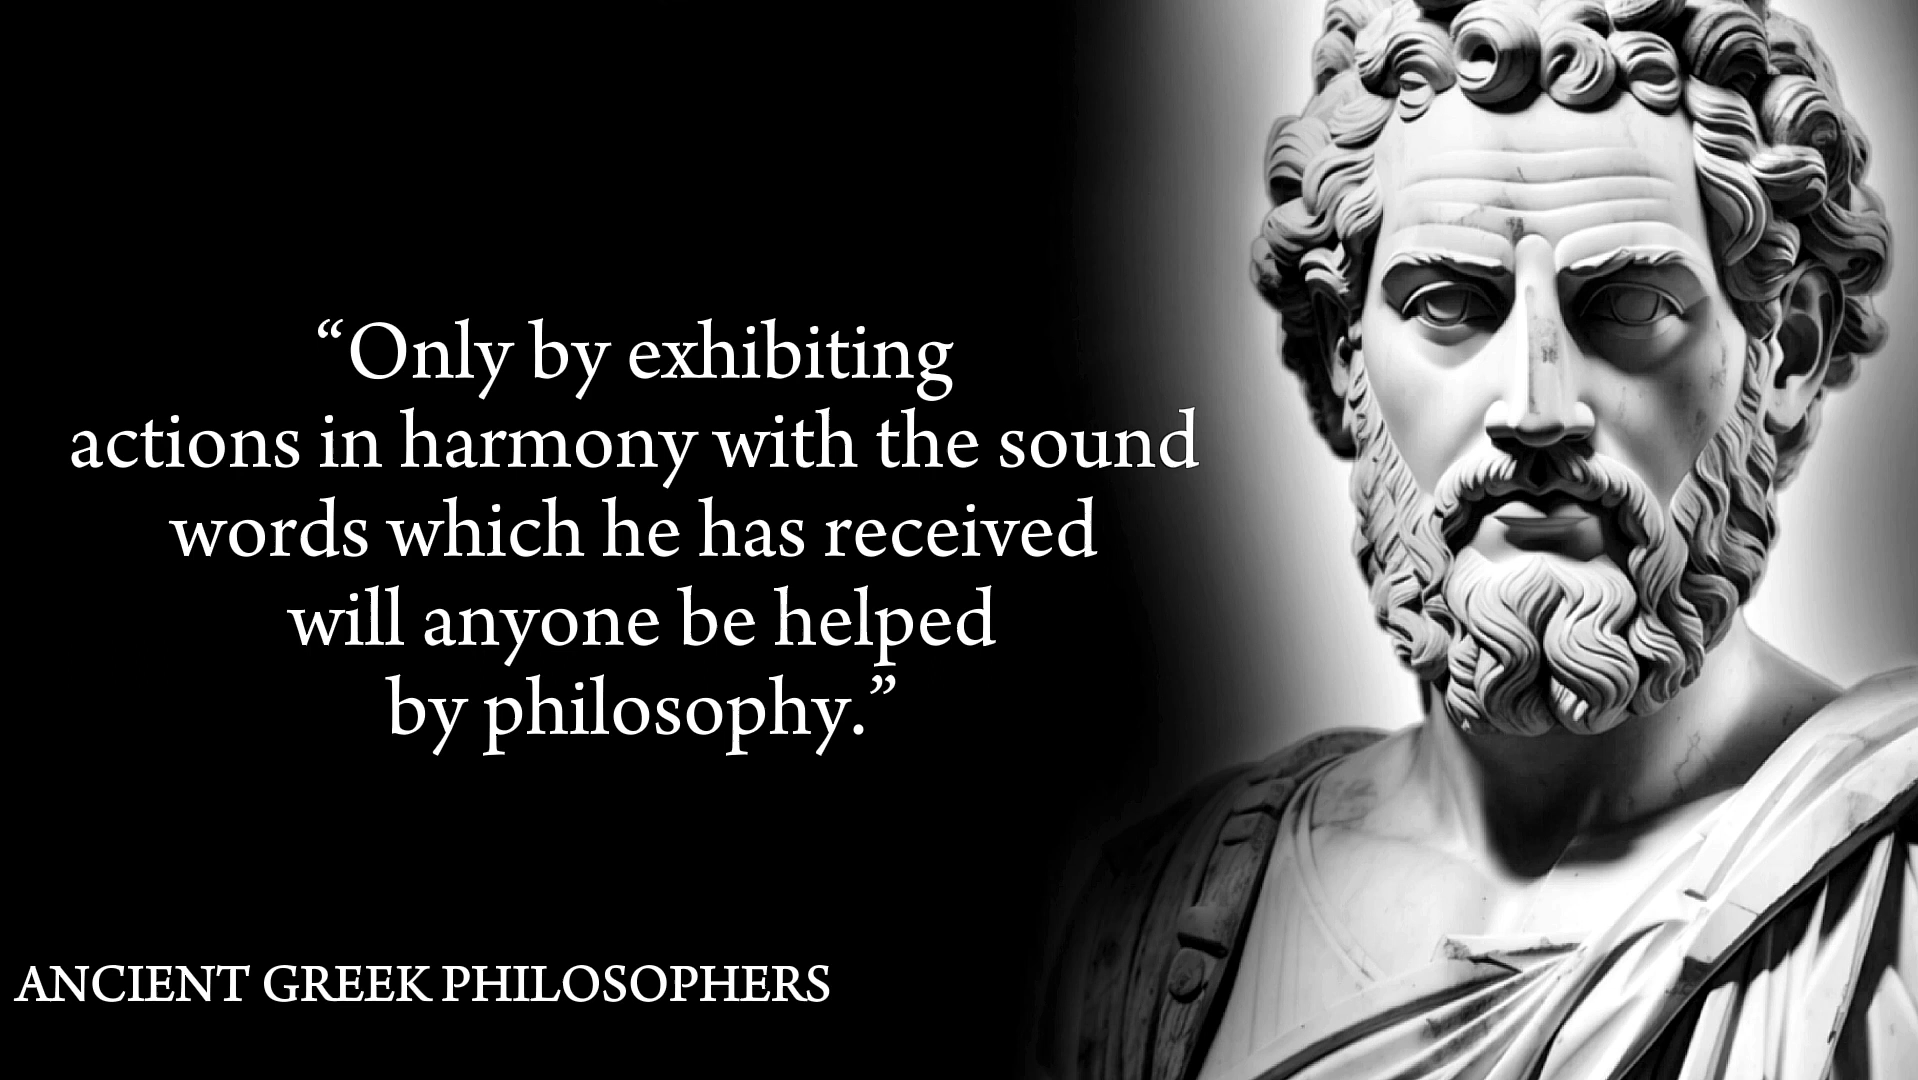 “Only by exhibiting
actions in harmony with the sound
words which he has received
will anyone be helped
by philosophy.”
ANCIENT GREEK PHILOSOPHERS